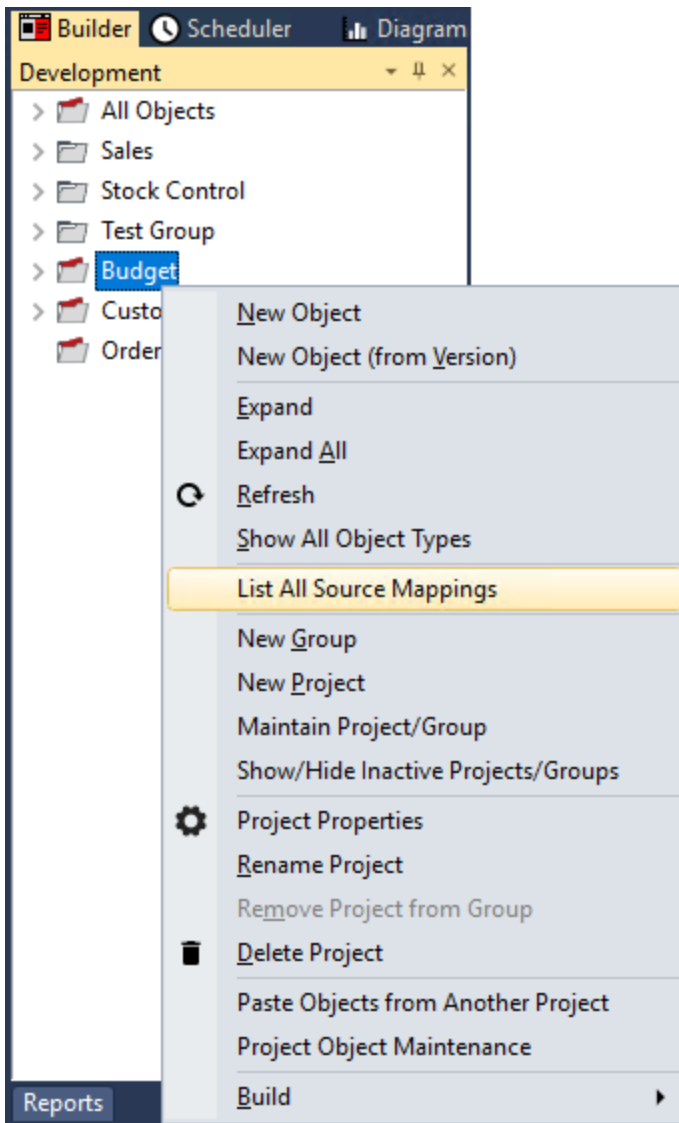 Builder Scheduler Diagram
Development
All Objects
Sales
Stock Control
Test Group
Budget
Custo
Order
New Object
New Object (from Version)
Expand
Expand All
Refresh
Show All Object Types
List All Source Mappings
New Group
New Project
Maintain Project/Group
Show/Hide Inactive Projects/Groups
Project Properties
Rename Project
Remove Project from Group
Delete Project
Paste Objects from Another Project
Project Object Maintenance
Build
Reports